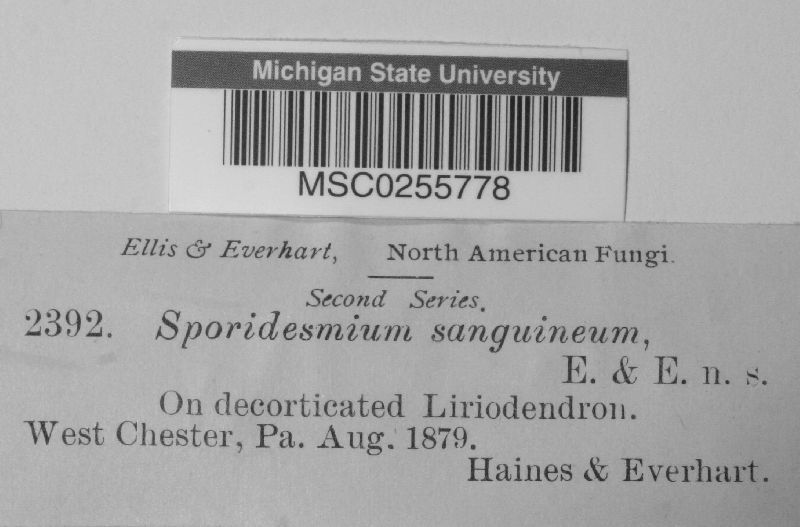 Michigan State University
MSC0255778
Ellis & Everhart, North American Fungi.
Second Series.
2392. Sporidesmium sanguineum,
E. & E. n. s.
On decorticated Liriodendron.
West Chester, Pa. Aug. 1879.
Haines & Everhart.